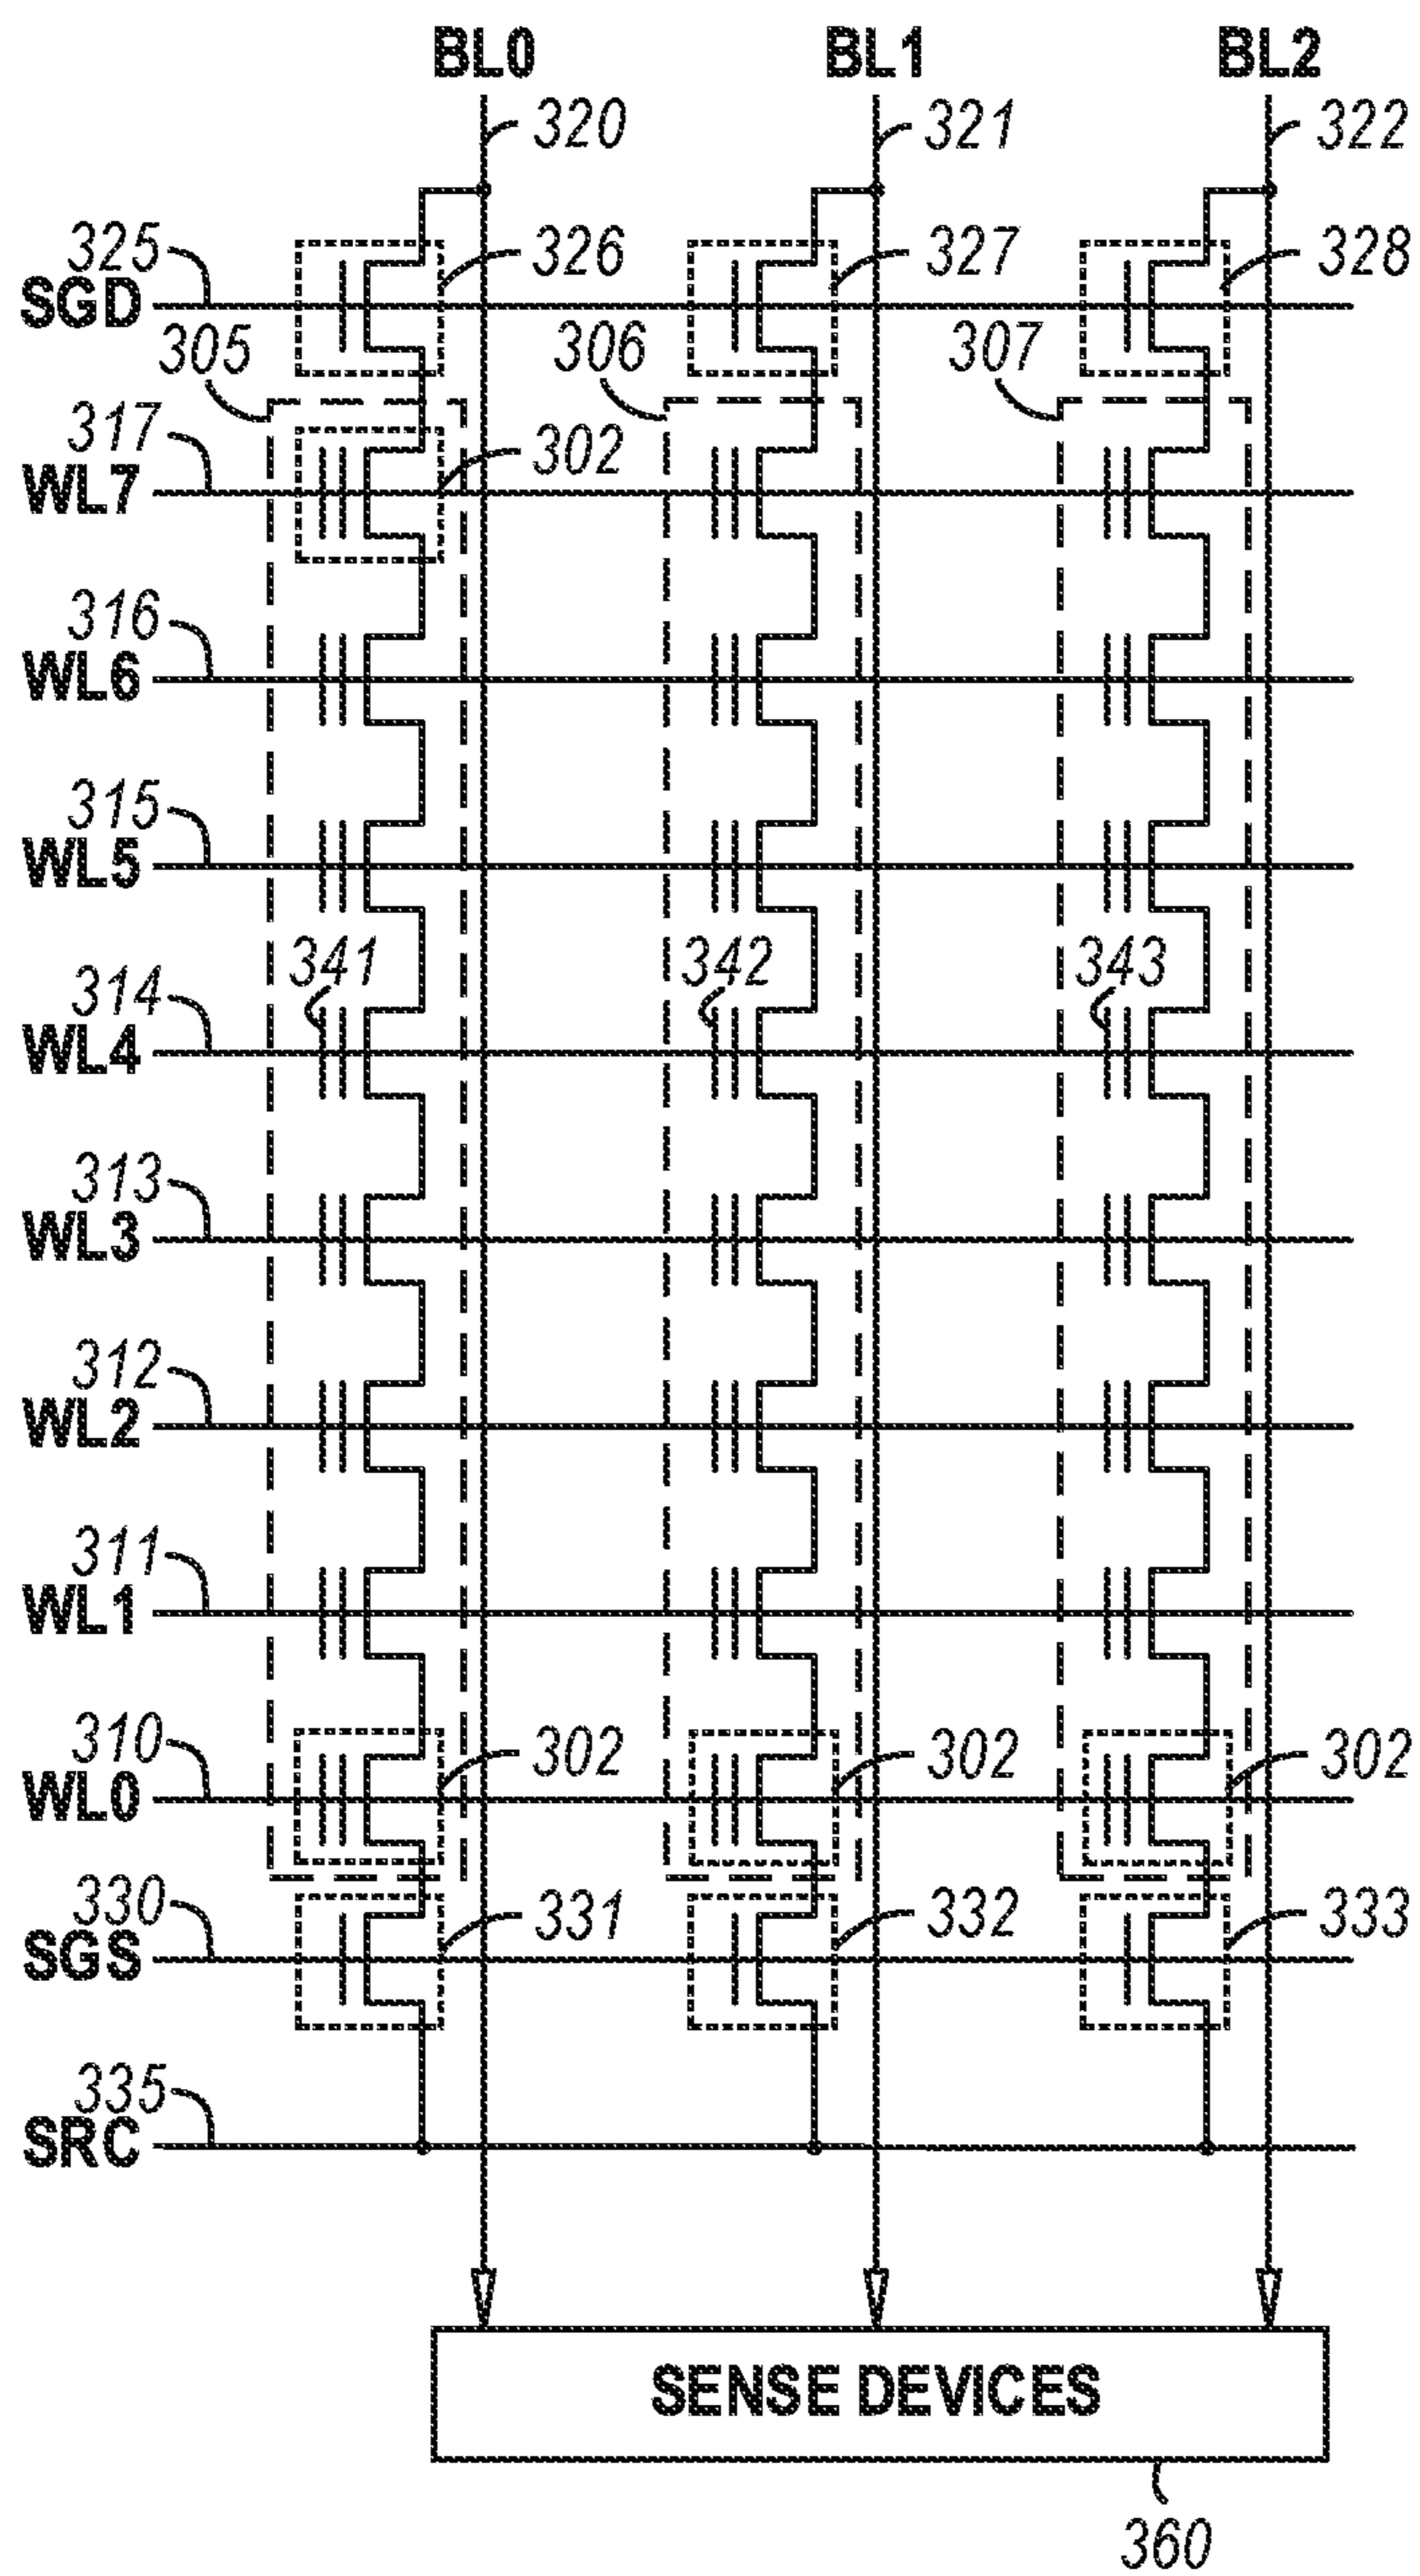 BL0 BL1 BL2
320 321 322
325 326 327 328
SGD
305 306 307
317 302
WL7
316
WL6
315
WL5
341 342 343
314
WL4
313
WL3
312
WL2
311
WL1
310 302 302 302
WL0
330 331 332 333
SGS
335
SRC
SENSE DEVICES
360